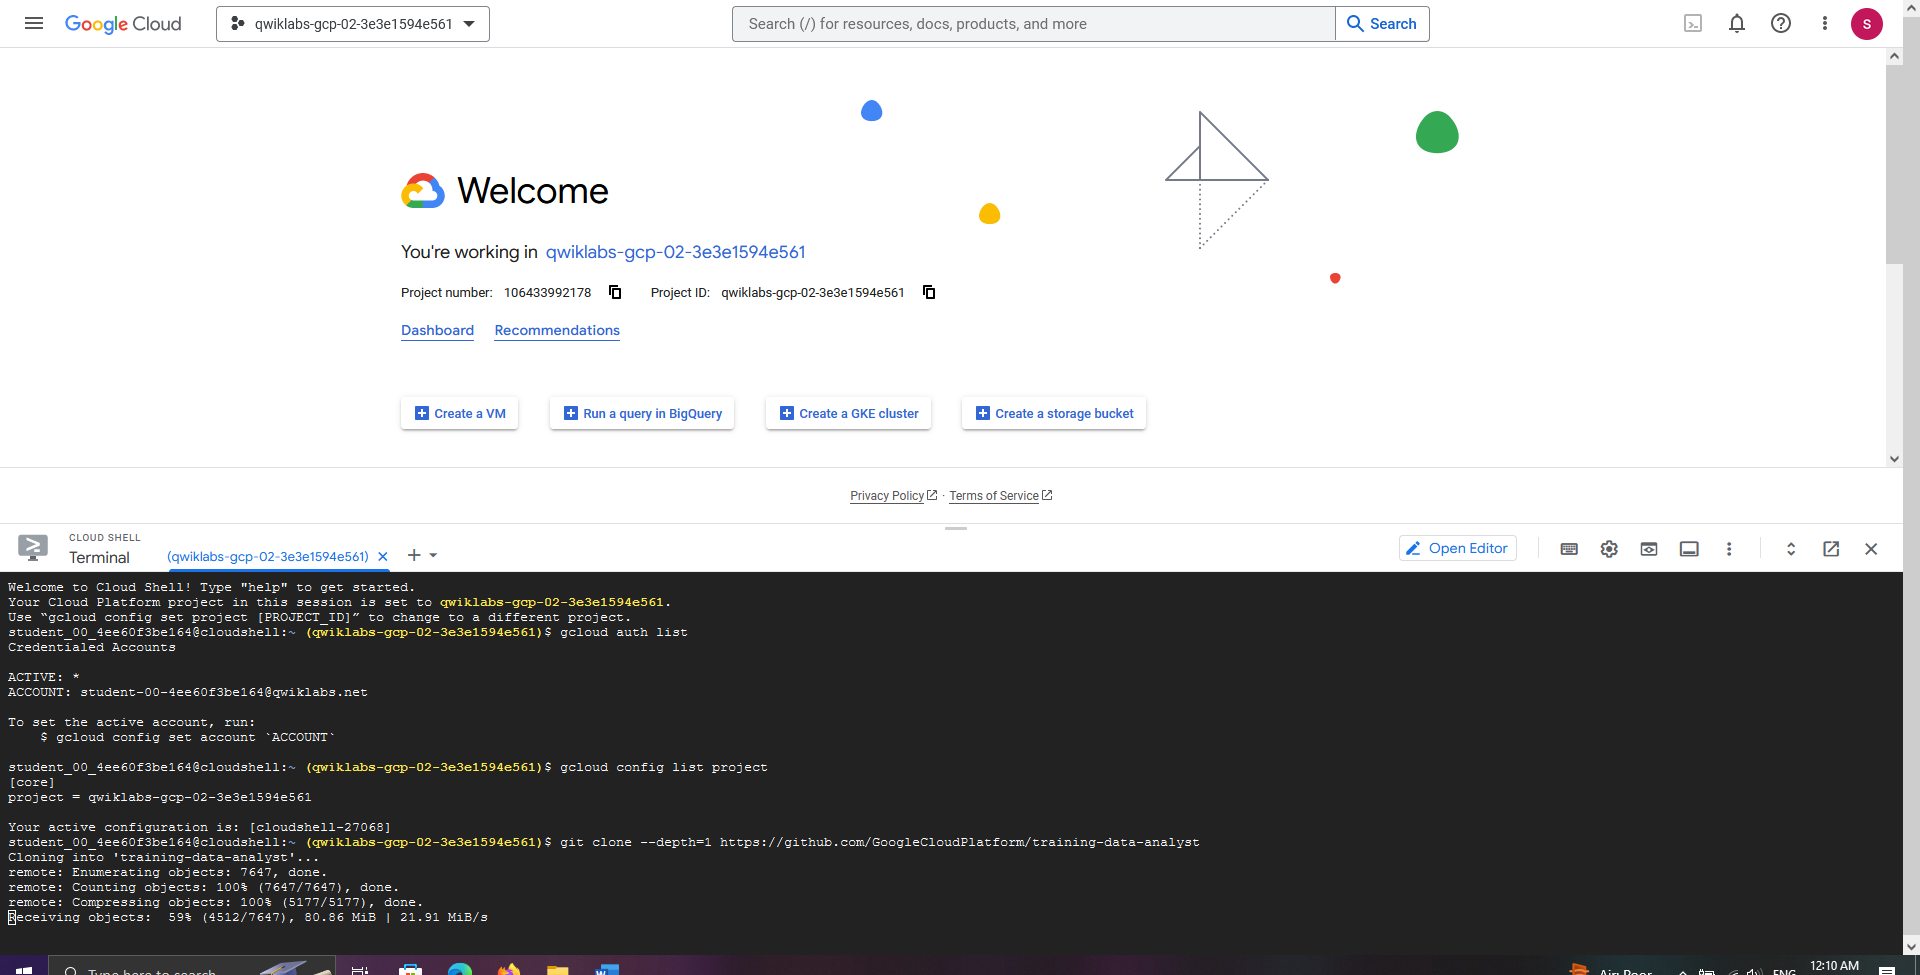 Google Cloud
qwiklabs-gcp-02-3e3e1594e561
Search (/) for resources, docs, products, and more
Search
S
Welcome
You're working in qwiklabs-gcp-02-3e3e1594e561
Project number: 106433992178 Project ID: qwiklabs-gcp-02-3e3e1594e561
Dashboard Recommendations
Create a VM
Run a query in BigQuery
Create a GKE cluster
Create a storage bucket
Privacy Policy · Terms of Service
CLOUD SHELL
Terminal
(qwiklabs-gcp-02-3e3e1594e561)
Open Editor
Welcome to Cloud Shell! Type "help" to get started.
Your Cloud Platform project in this session is set to qwiklabs-gcp-02-3e3e1594e561.
Use “gcloud config set project [PROJECT_ID]” to change to a different project.
student_00_4ee60f3be164@cloudshell:~ (qwiklabs-gcp-02-3e3e1594e561)$ gcloud auth list
Credentialed Accounts
ACTIVE: *
ACCOUNT: student-00-4ee60f3be164@qwiklabs.net
To set the active account, run:
$ gcloud config set account `ACCOUNT`
student_00_4ee60f3be164@cloudshell:~ (qwiklabs-gcp-02-3e3e1594e561)$ gcloud config list project
[core]
project = qwiklabs-gcp-02-3e3e1594e561
Your active configuration is: [cloudshell-27068]
student_00_4ee60f3be164@cloudshell:~ (qwiklabs-gcp-02-3e3e1594e561)$ git clone --depth=1 https://github.com/GoogleCloudPlatform/training-data-analyst
Cloning into 'training-data-analyst'...
remote: Enumerating objects: 7647, done.
remote: Counting objects: 100% (7647/7647), done.
remote: Compressing objects: 100% (5177/5177), done.
Receiving objects:  59% (4512/7647), 80.86 MiB | 21.91 MiB/s
Type here to search
Air: Poor
ENG
12:10 AM